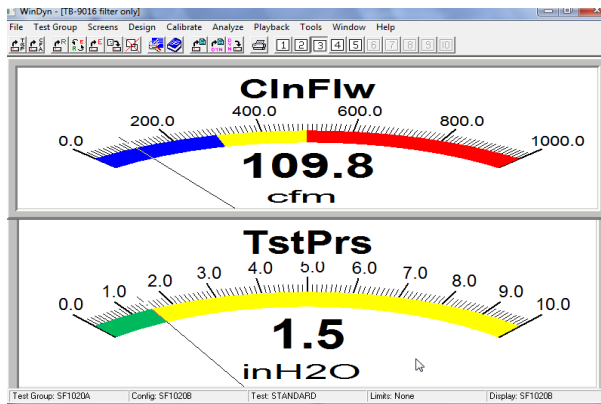 WinDyn - [TB-9016 filter only]
File Test Group Screens Design Calibrate Analyze Playback Tools Window Help
1 2 3 4 5 6 7 8 9 10
ClnFlw
0.0 200.0 400.0 600.0 800.0 1000.0
109.8
cfm
TstPrs
0.0 1.0 2.0 3.0 4.0 5.0 6.0 7.0 8.0 9.0 10.0
1.5
inH2O
Test Group: SF1020A Config: SF1020B Test: STANDARD Limits: None Display: SF1020B